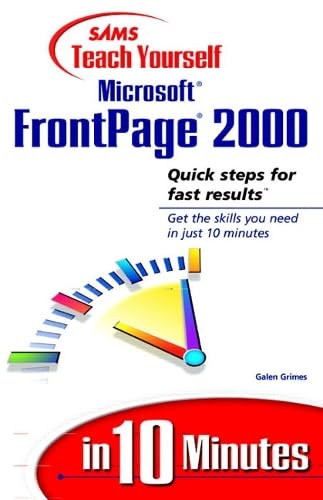 SAMS
Teach Yourself
Microsoft®
FrontPage® 2000
Quick steps for
fast results™
Get the skills you need
in just 10 minutes
Galen Grimes
in 10 Minutes